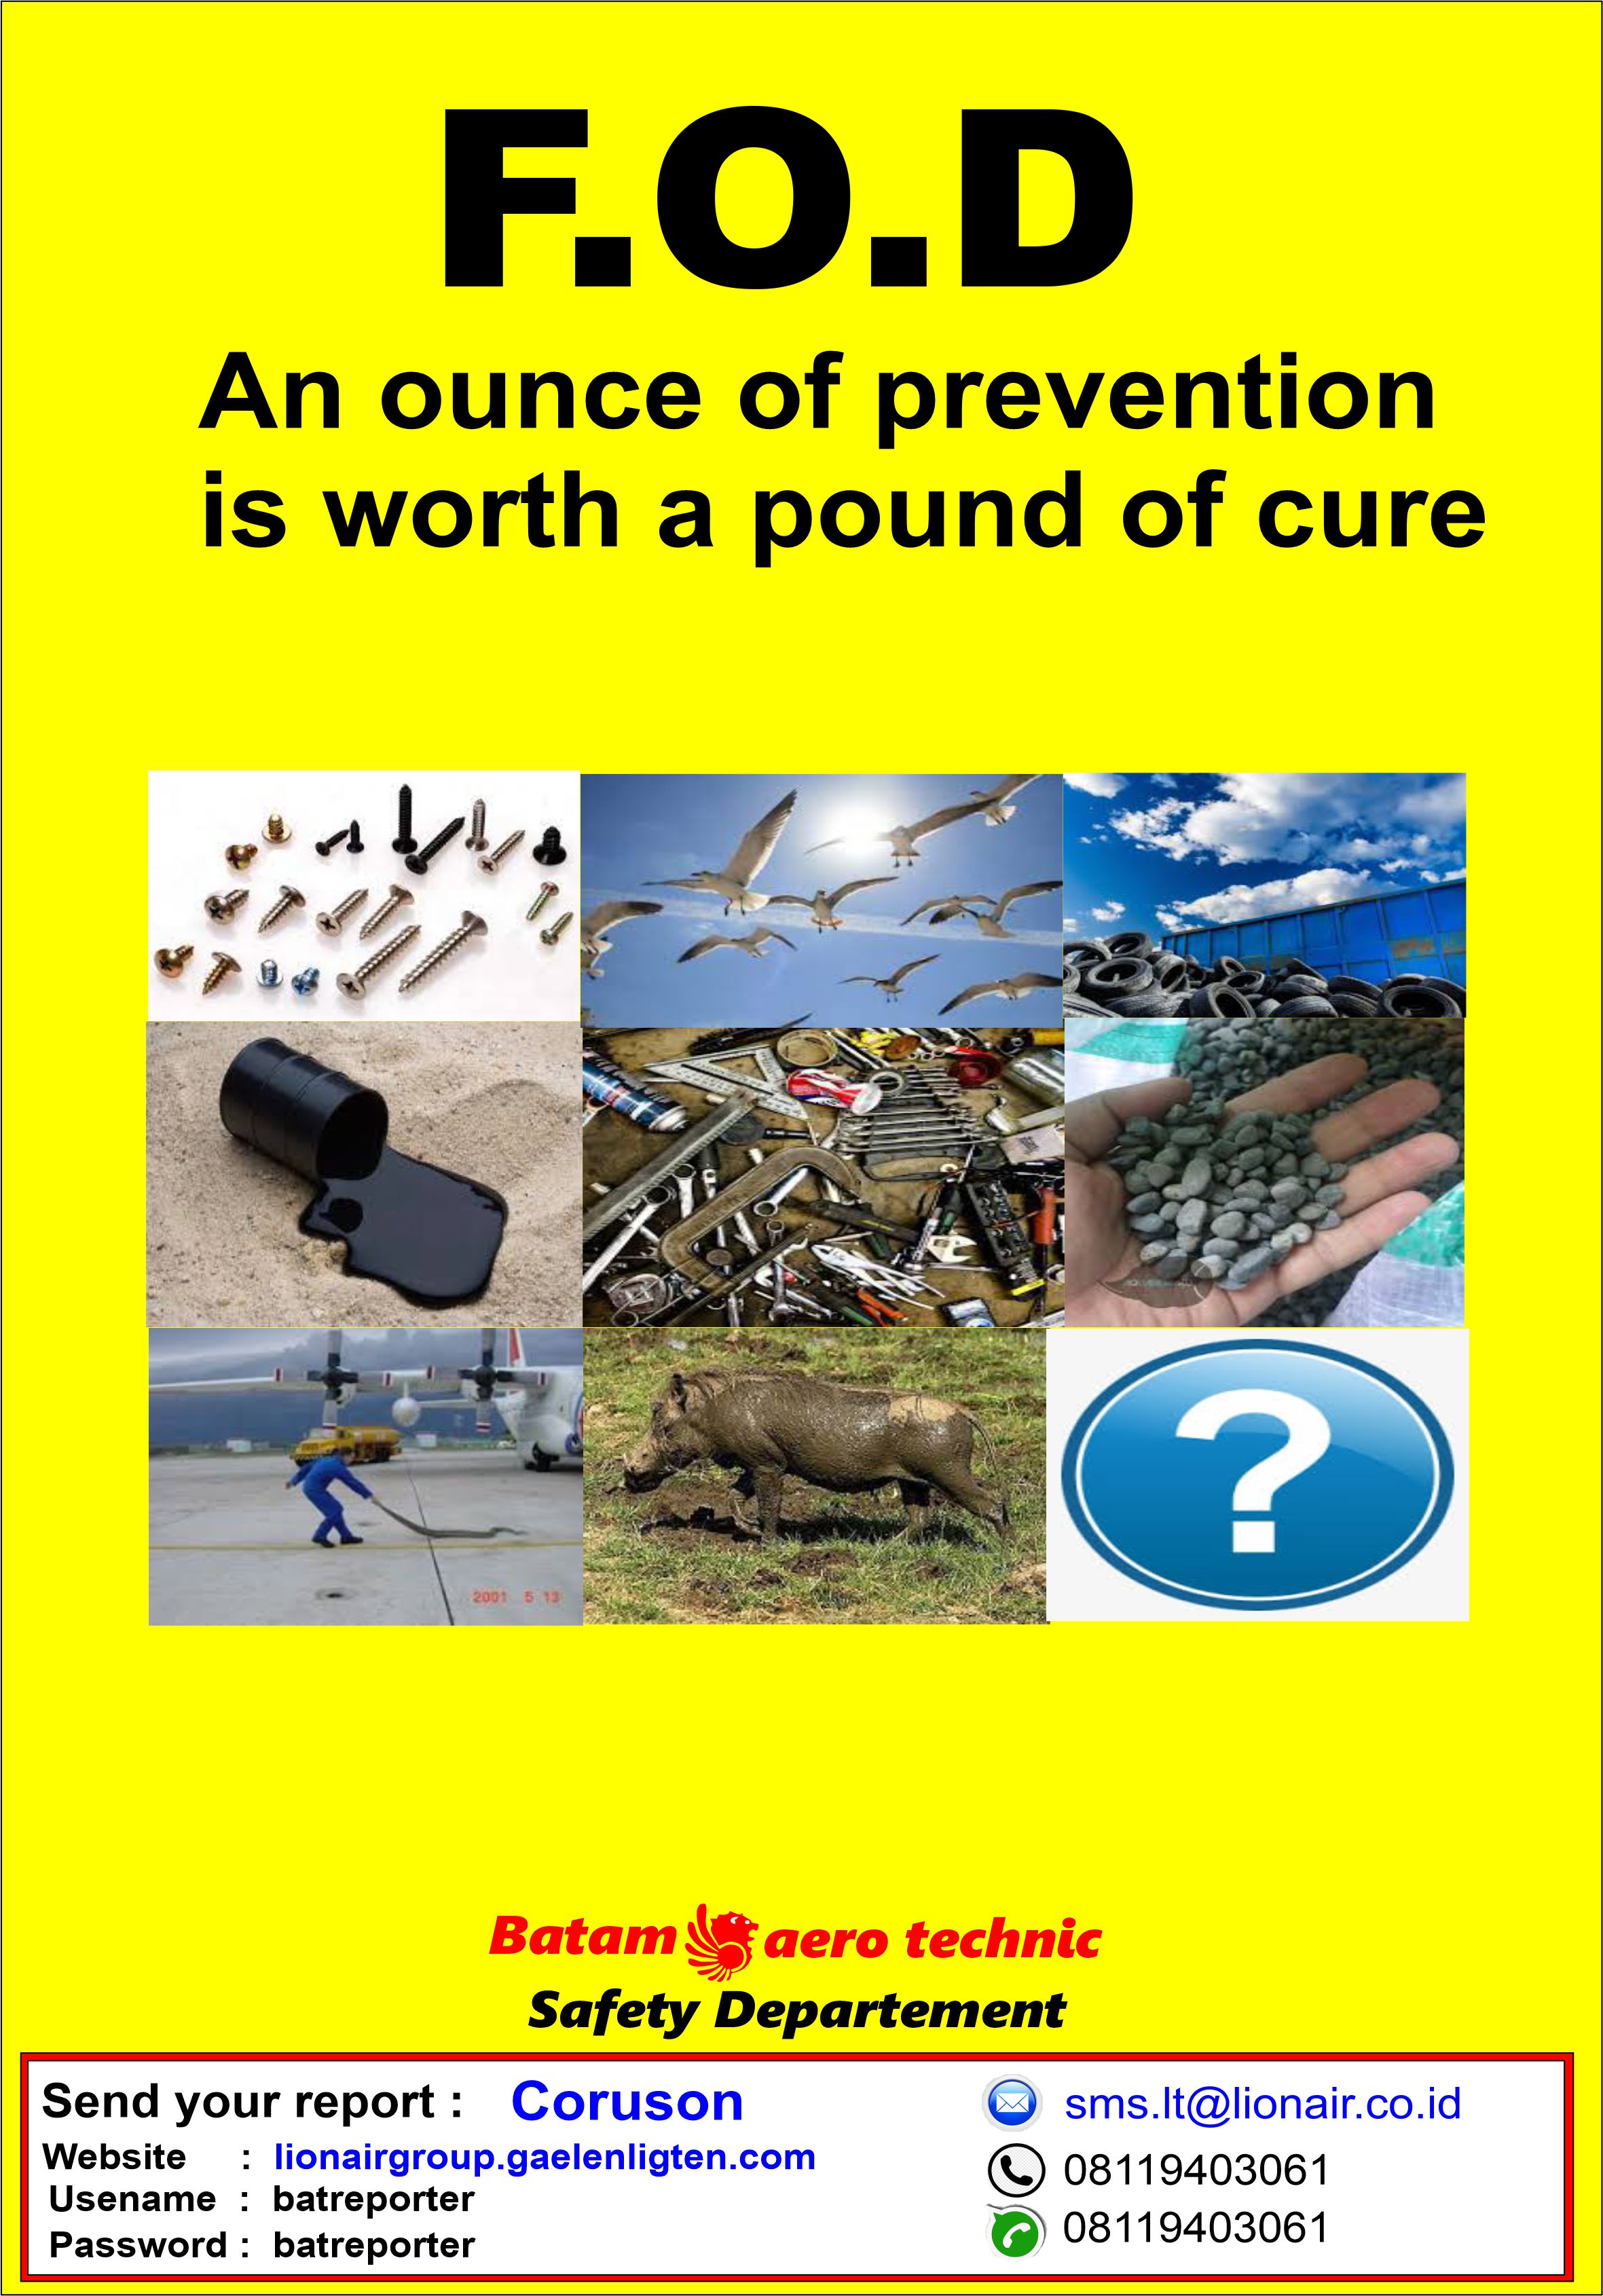 F.O.D
An ounce of prevention
is worth a pound of cure
2001 5 13
Batam aero technic
Safety Departement
Send your report : Coruson
Website : lionairgroup.gaelenligten.com
Usename : batreporter
Password : batreporter
sms.lt@lionair.co.id
08119403061
08119403061